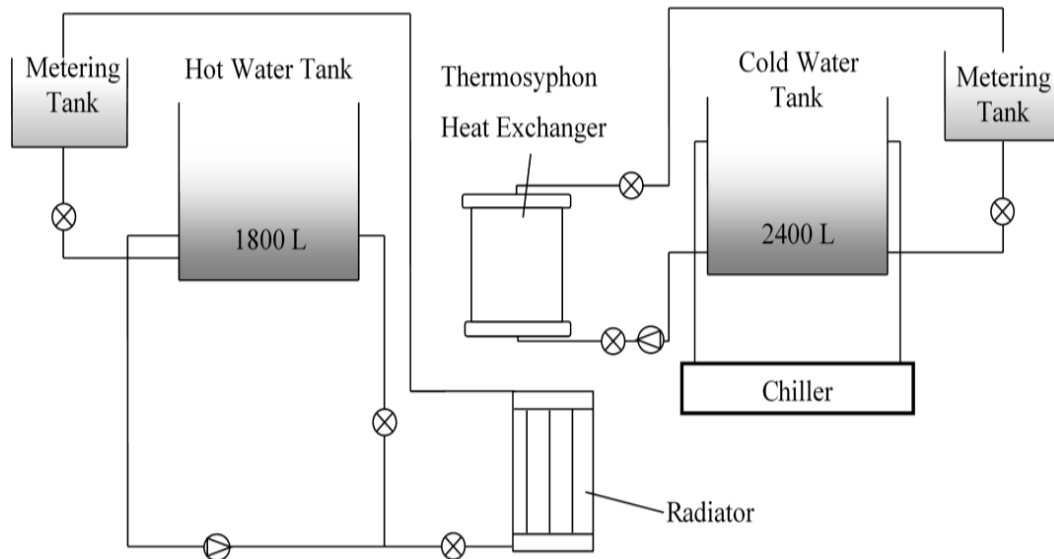 Metering
Tank
Hot Water Tank
Thermosyphon
Heat Exchanger
Cold Water
Tank
Metering
Tank
1800 L
2400 L
Chiller
Radiator